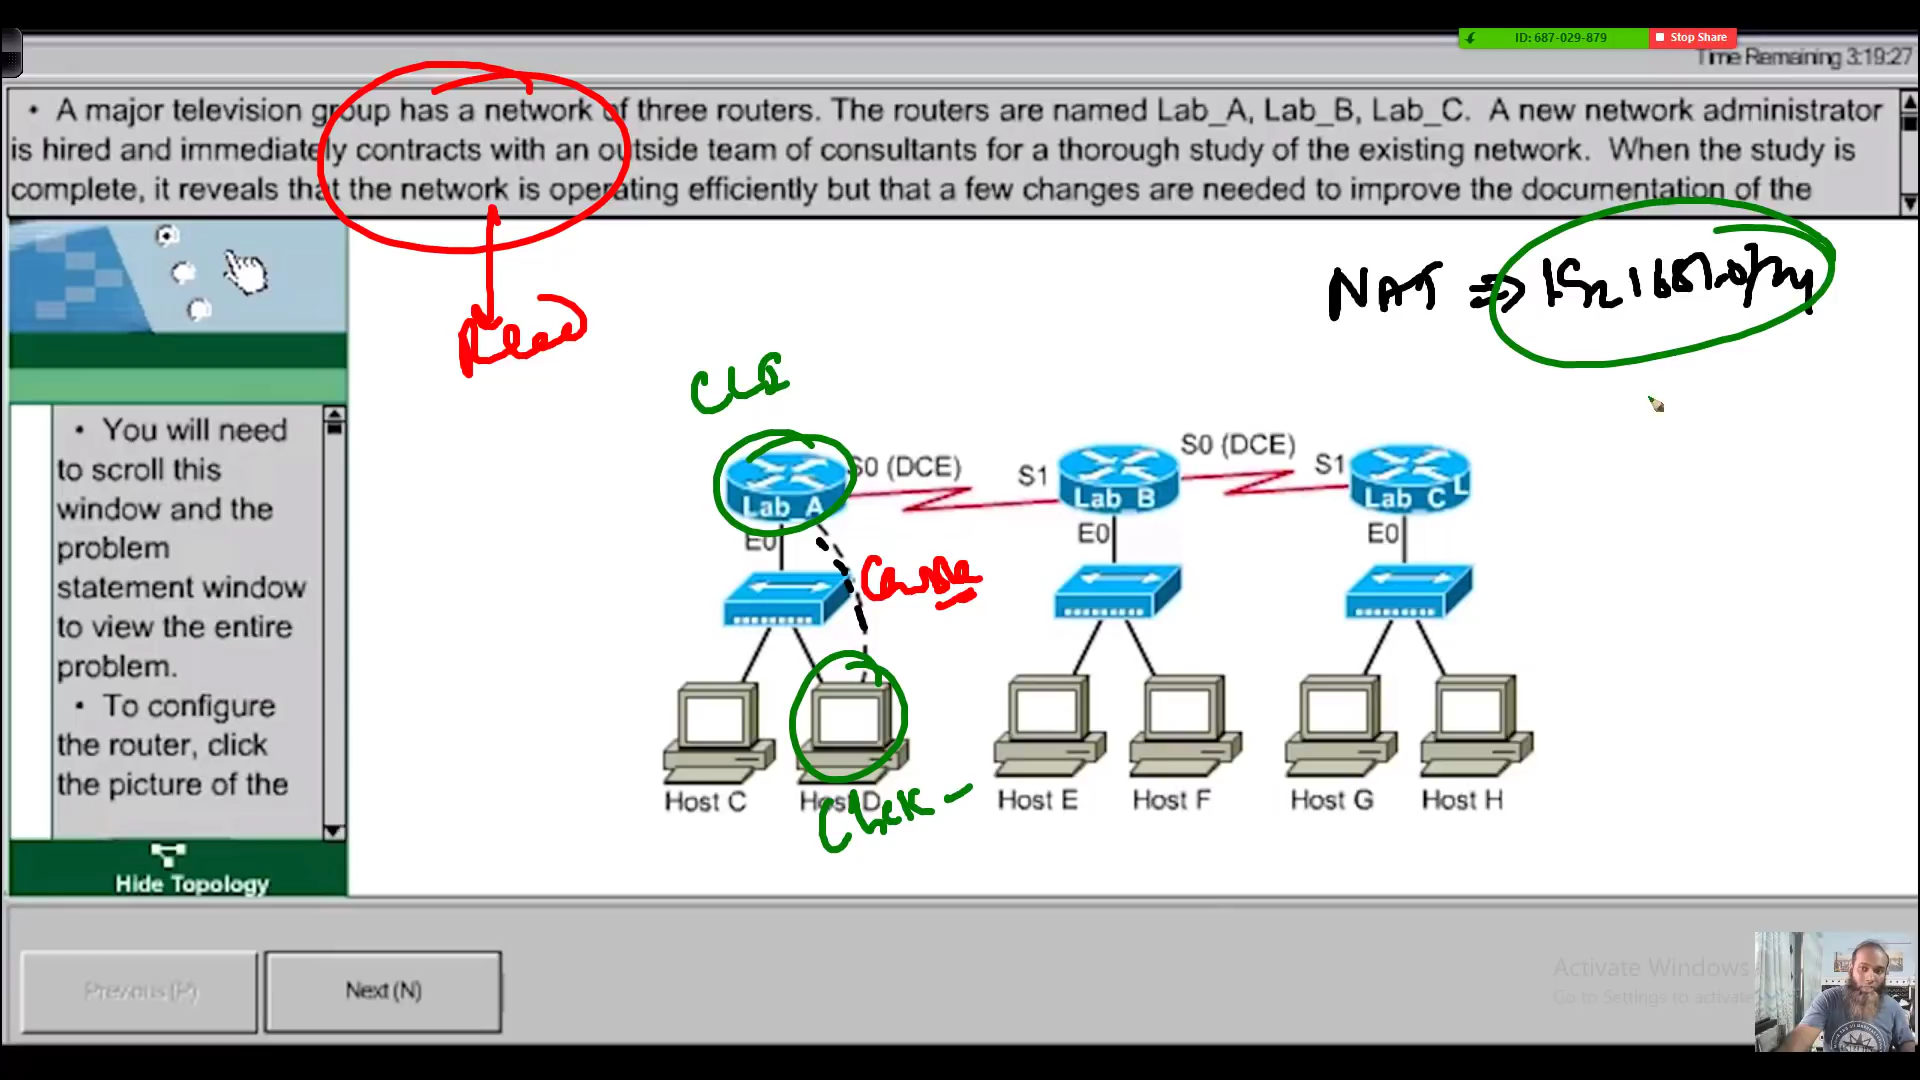 ID: 687-029-879
Stop Share
Time Remaining 3:19:27
• A major television group has a network of three routers. The routers are named Lab_A, Lab_B, Lab_C. A new network administrator
is hired and immediately contracts with an outside team of consultants for a thorough study of the existing network. When the study is
complete, it reveals that the network is operating efficiently but that a few changes are needed to improve the documentation of the
NAT ⇒
Read
• You will need
to scroll this
window and the
problem
statement window
to view the entire
problem.
• To configure
the router, click
the picture of the
Hide Topology
CLI
S0 (DCE)
S1
S0 (DCE)
S1
Lab A
Lab B
Lab C
E0
E0
E0
Console
Host C
Host D
Host E
Host F
Host G
Host H
Click
Previous (P)
Next (N)
Activate Windows
Go to Settings to activate